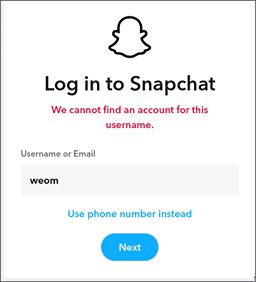 Log in to Snapchat
We cannot find an account for this
username.
Username or Email
weom
Use phone number instead
Next